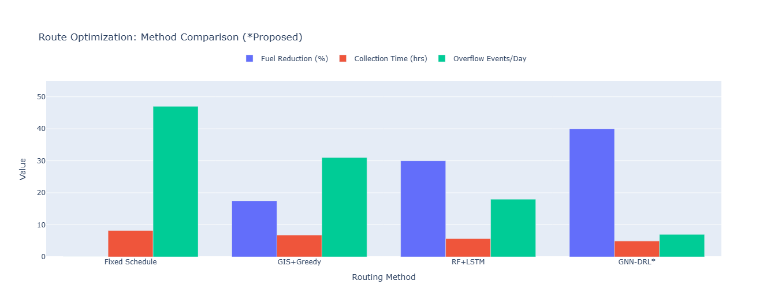 Route Optimization: Method Comparison (*Proposed)
Fuel Reduction (%) Collection Time (hrs) Overflow Events/Day
50
40
30
20
10
0
Value
Fixed Schedule GIS+Greedy RF+LSTM GNN-DRL*
Routing Method